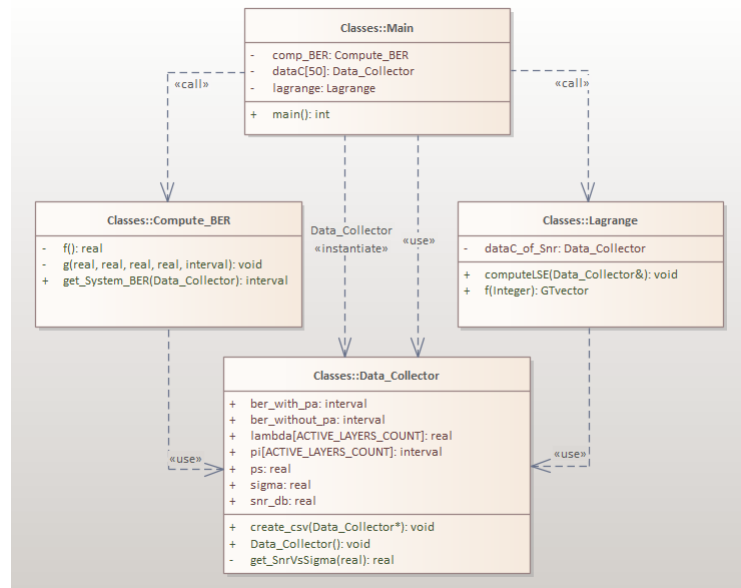 Classes::Main
- comp_BER: Compute_BER
- dataC[50]: Data_Collector
- lagrange: Lagrange
+ main(): int
«call»
«call»
Classes::Compute_BER
- f(): real
- g(real, real, real, real, interval): void
+ get_System_BER(Data_Collector): interval
Data_Collector
«instantiate»
«use»
Classes::Lagrange
- dataC_of_Snr: Data_Collector
+ computeLSE(Data_Collector&): void
+ f(Integer): GTvector
Classes::Data_Collector
+ ber_with_pa: interval
+ ber_without_pa: interval
+ lambda[ACTIVE_LAYERS_COUNT]: real
+ pi[ACTIVE_LAYERS_COUNT]: interval
+ ps: real
+ sigma: real
+ snr_db: real
+ create_csv(Data_Collector*): void
+ Data_Collector(): void
- get_SnrVsSigma(real): real
«use»
«use»